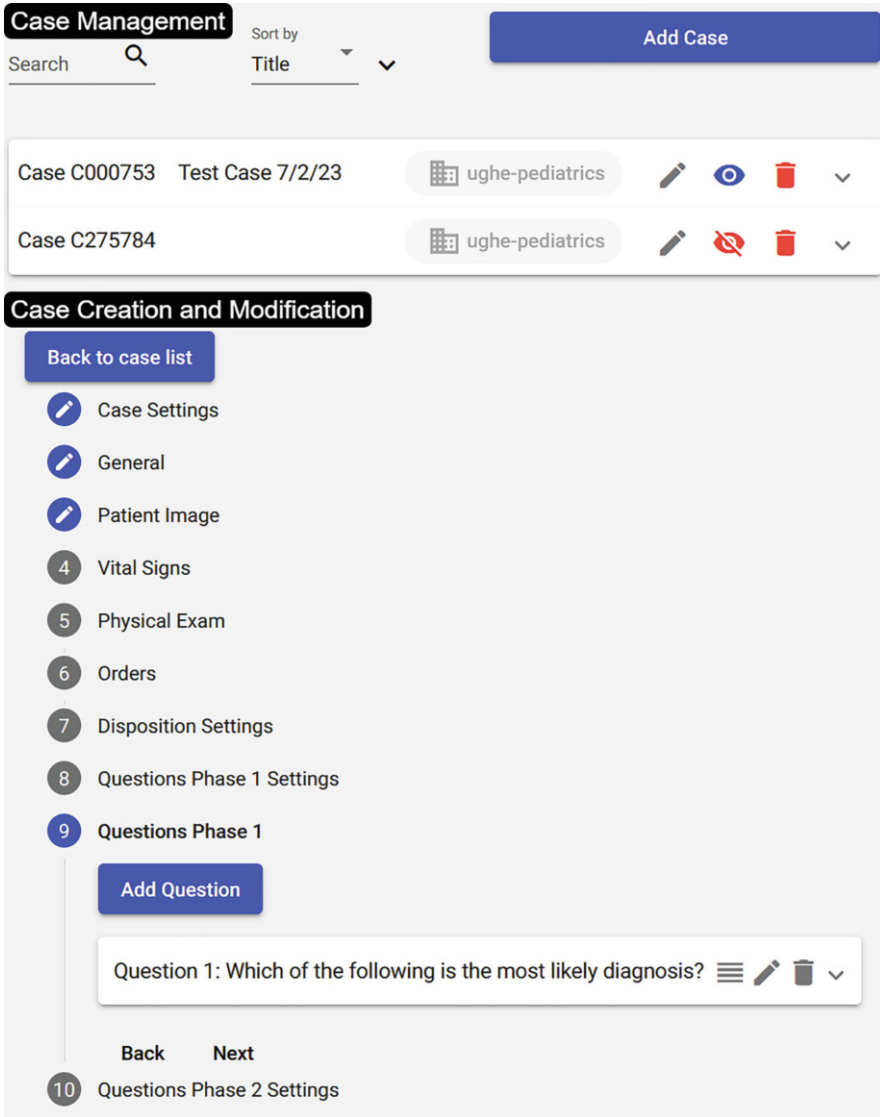 Case Management
Sort by
Add Case
Search
Title
Case C000753 Test Case 7/2/23 ughe-pediatrics
Case C275784 ughe-pediatrics
Case Creation and Modification
Back to case list
Case Settings
General
Patient Image
4 Vital Signs
5 Physical Exam
6 Orders
7 Disposition Settings
8 Questions Phase 1 Settings
9 Questions Phase 1
Add Question
Question 1: Which of the following is the most likely diagnosis?
Back Next
10 Questions Phase 2 Settings